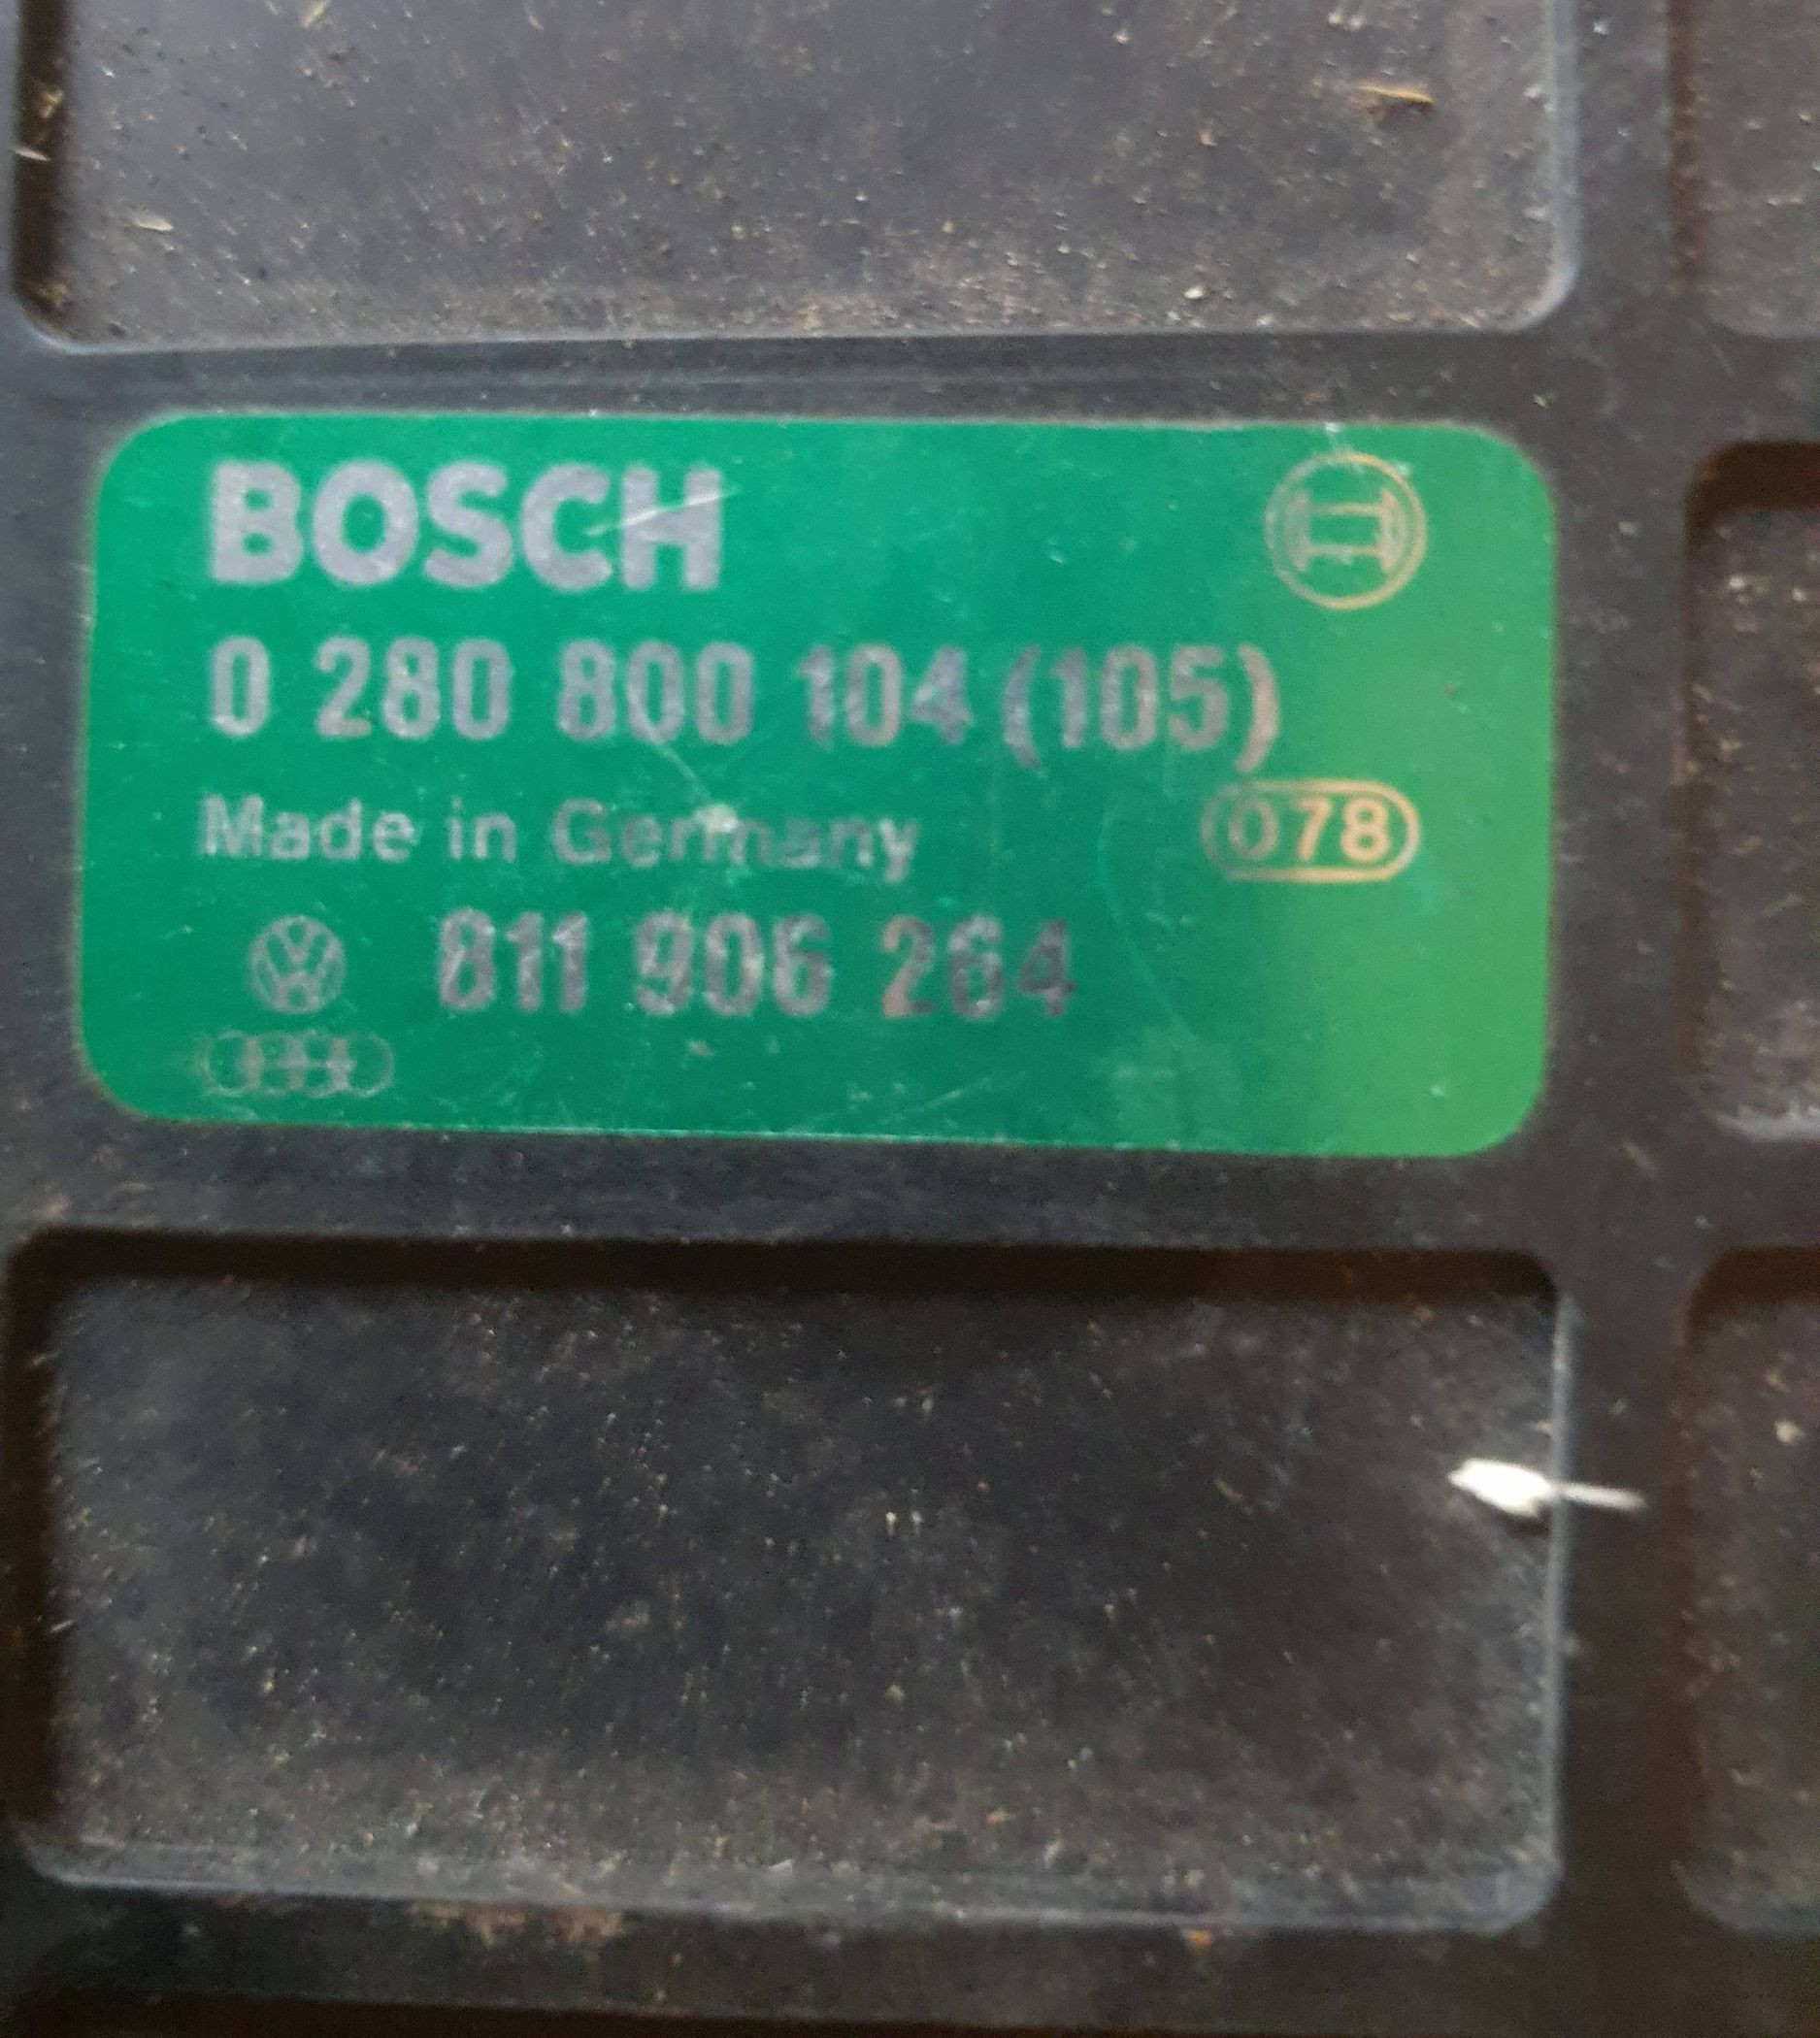 BOSCH
0 280 800 104 (105)
Made in Germany 078
811 906 264